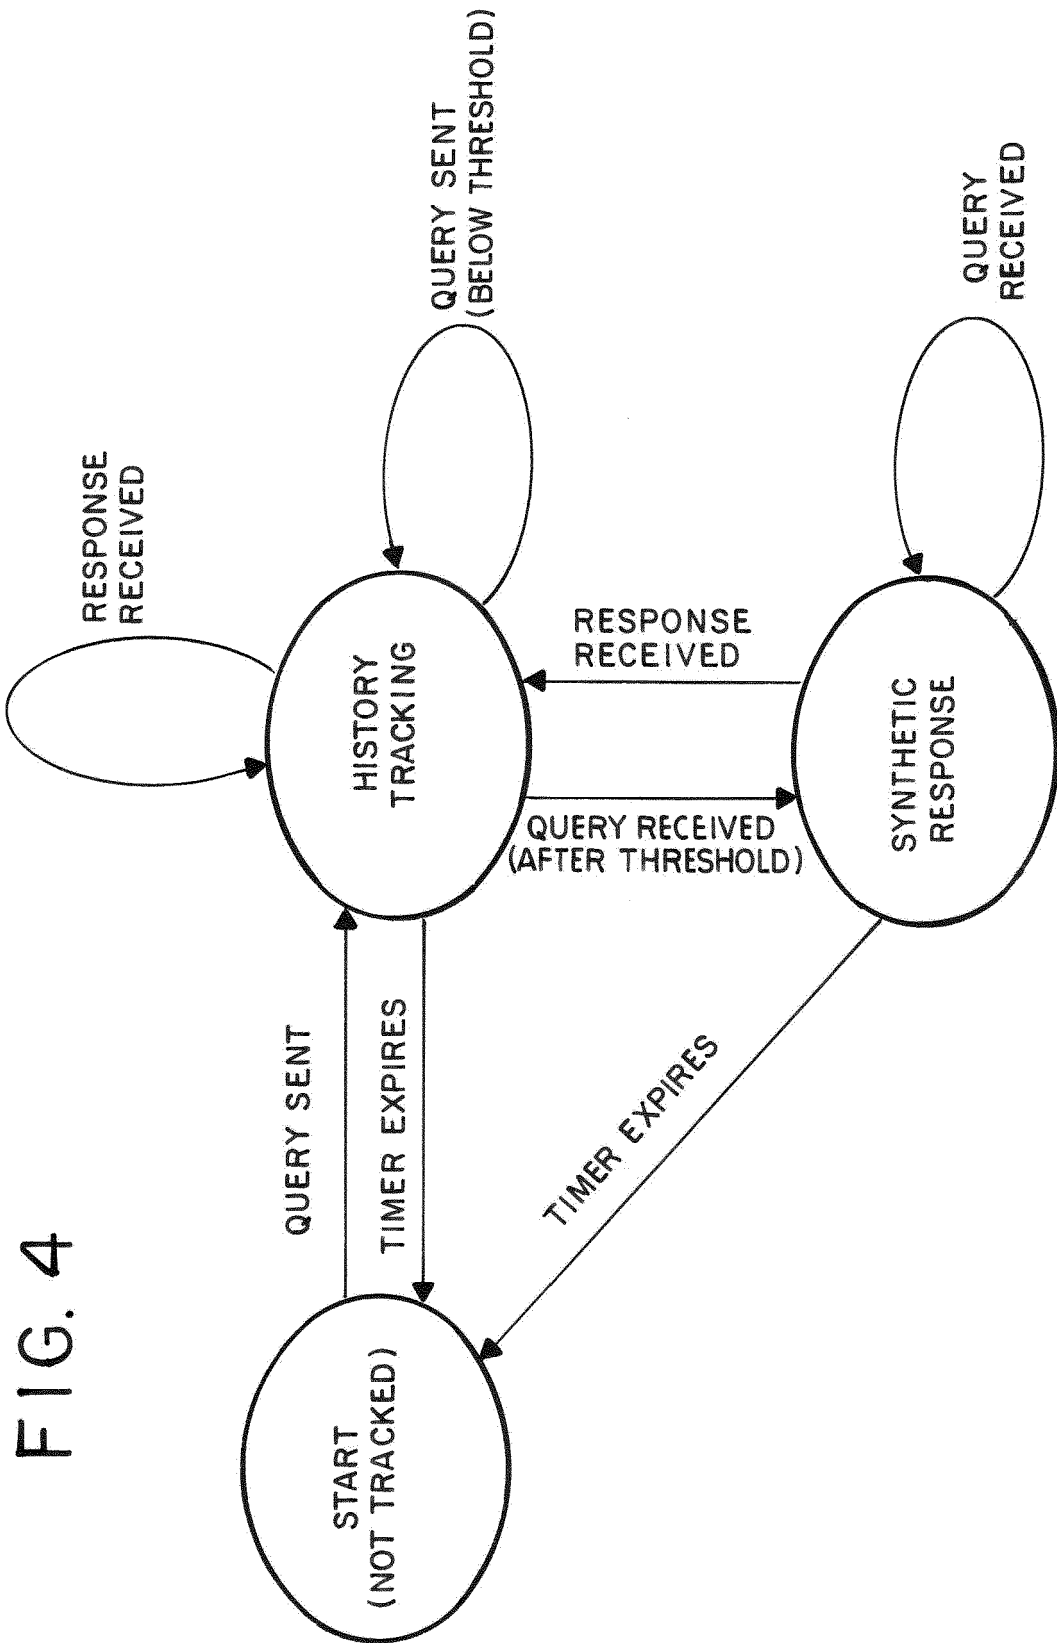 FIG. 4
RESPONSE
RECEIVED
QUERY SENT
(BELOW THRESHOLD)
QUERY SENT
TIMER EXPIRES
START
(NOT TRACKED)
HISTORY
TRACKING
RESPONSE
RECEIVED
QUERY RECEIVED
(AFTER THRESHOLD)
TIMER EXPIRES
SYNTHETIC
RESPONSE
QUERY
RECEIVED